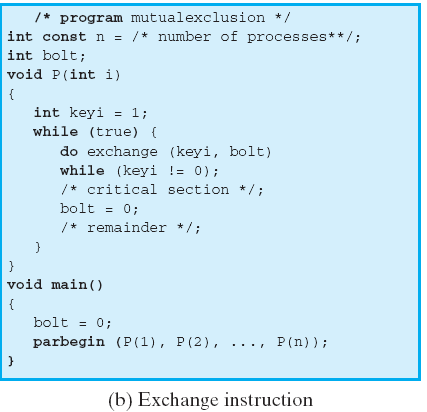 /* program mutualexclusion */
int const n = /* number of processes**/;
int bolt;
void P(int i)
{
int keyi = 1;
while (true) {
do exchange (keyi, bolt)
while (keyi != 0);
/* critical section */;
bolt = 0;
/* remainder */;
}
}
void main()
{
bolt = 0;
parbegin (P(1), P(2), ..., P(n));
}
(b) Exchange instruction